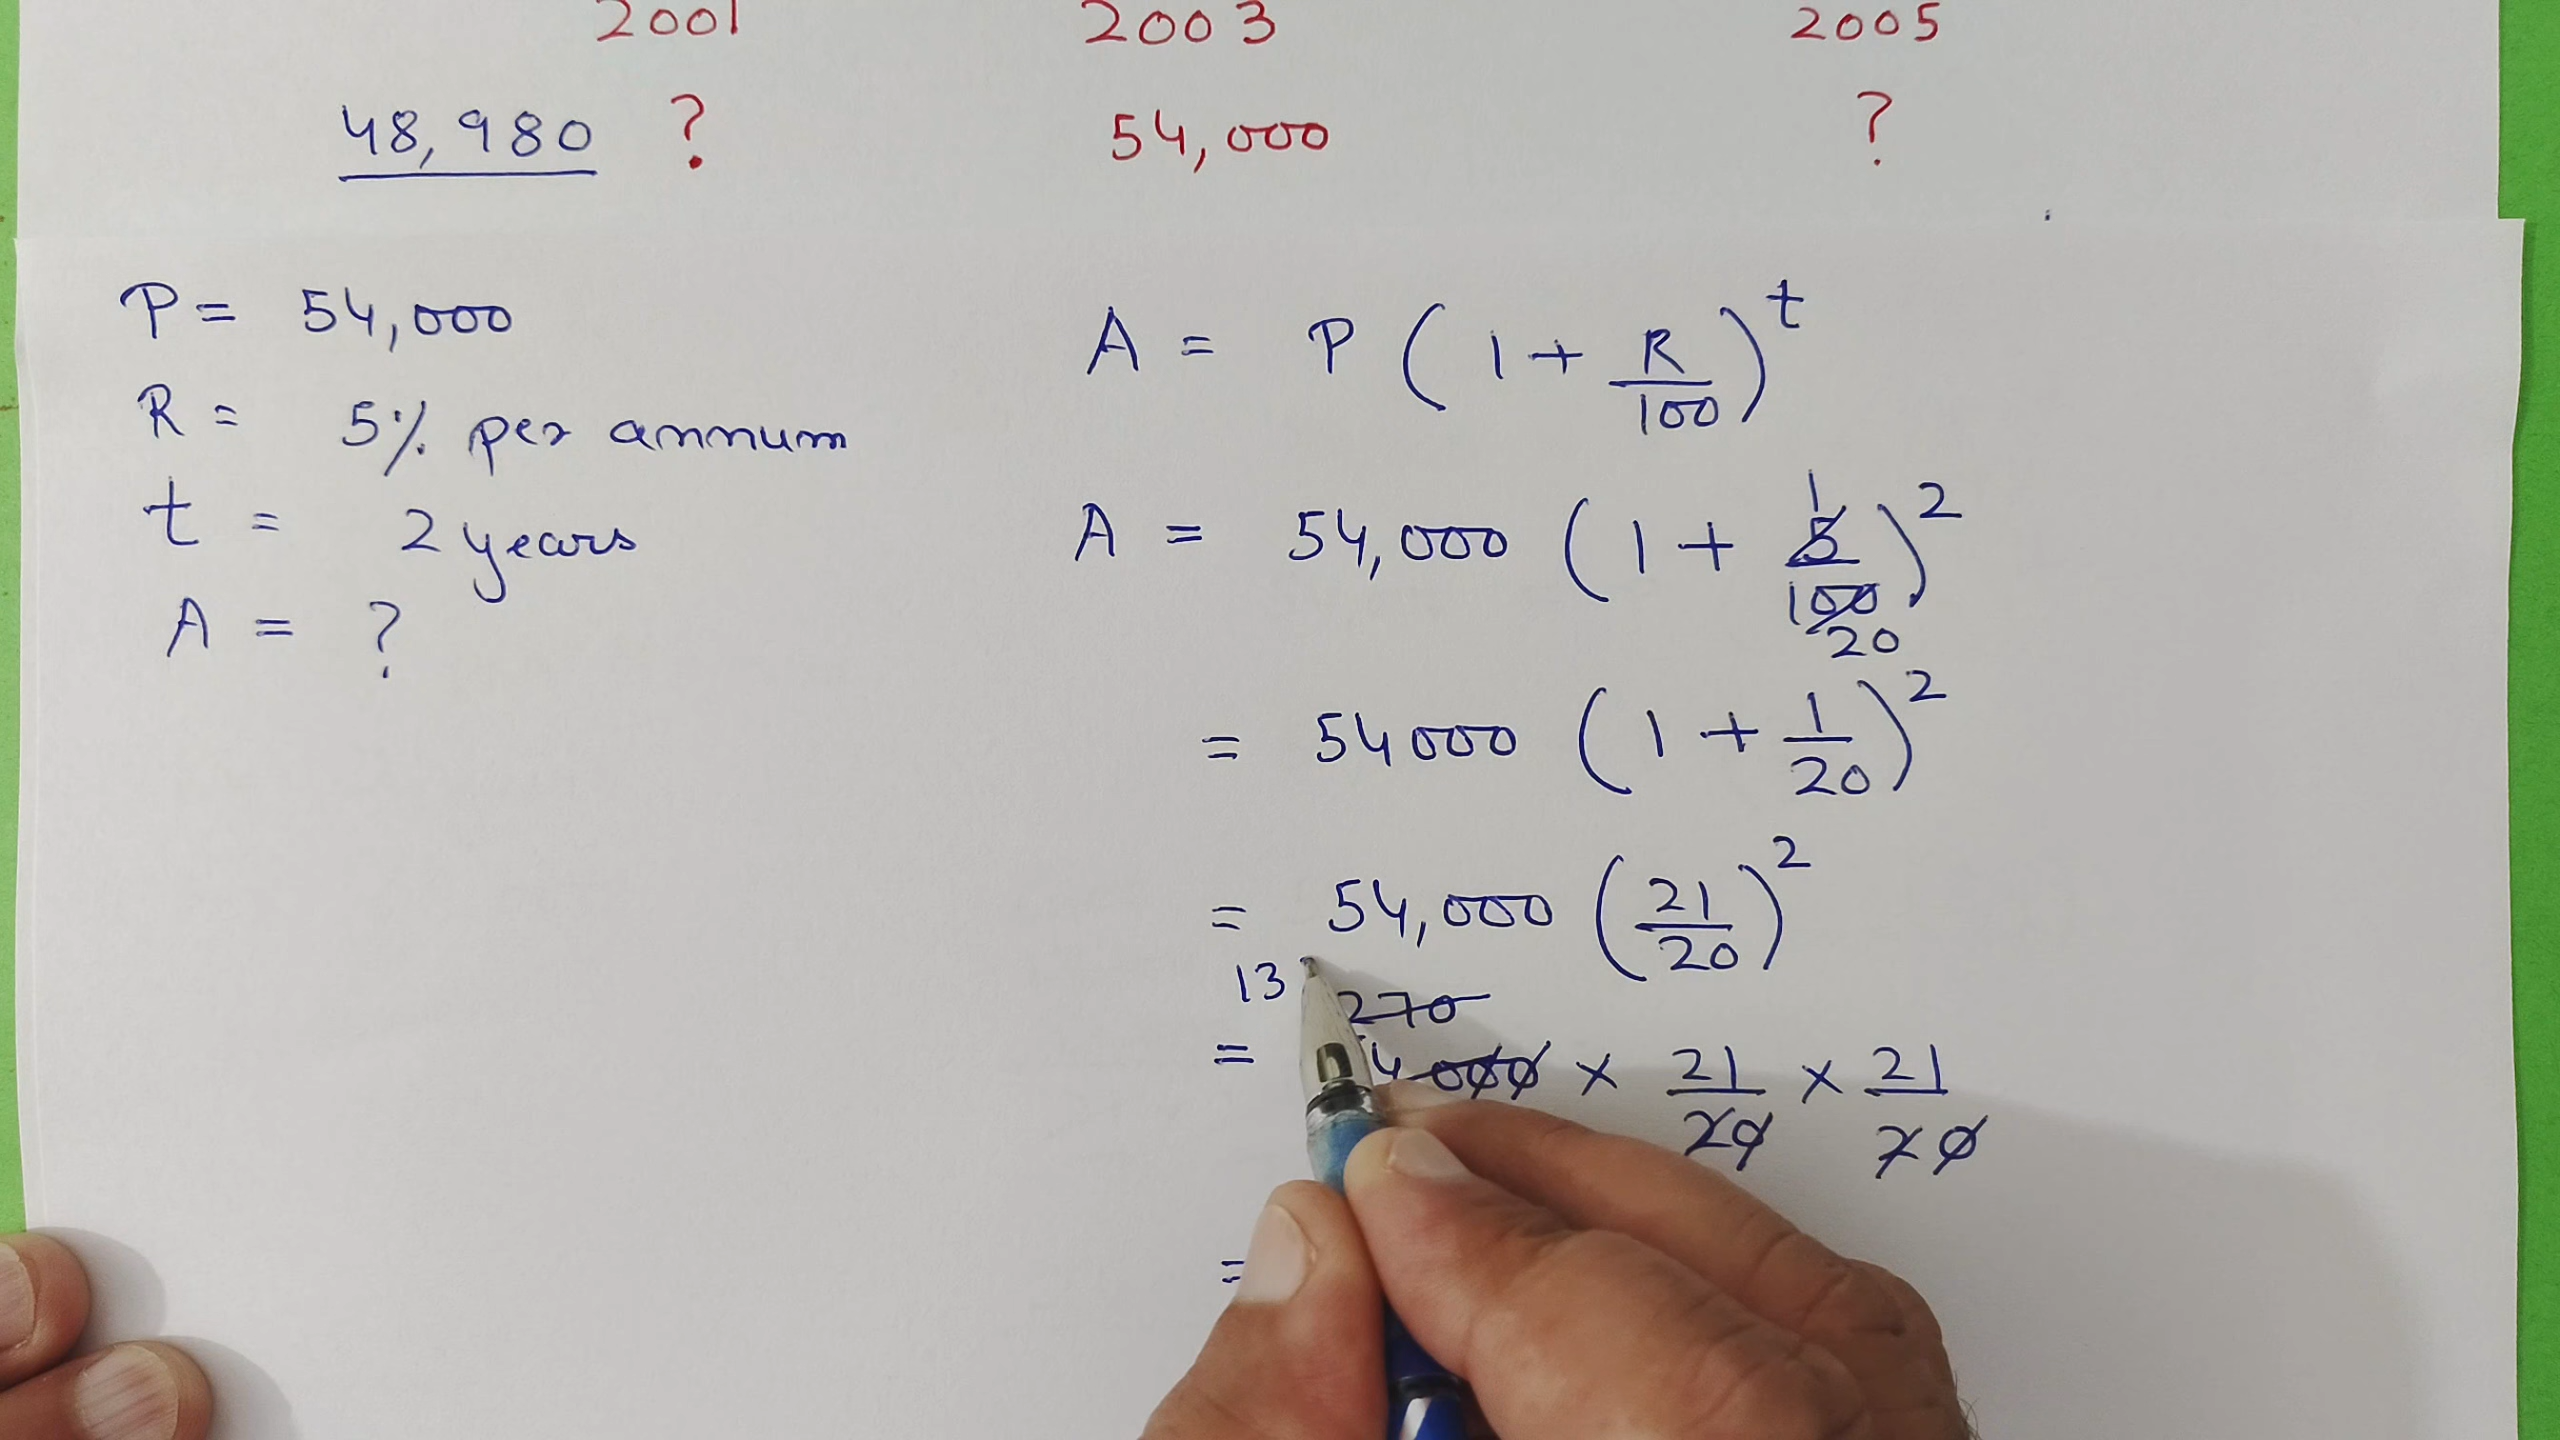 2001 2003 2005
48,980 ? 54,000 ?
P = 54,000
R = 5% per annum
t = 2 years
A = ?
A = P ( 1 + R/100 )^t
1
A = 54,000 ( 1 + 5/100 )^2
20
= 54000 ( 1 + 1/20 )^2
= 54,000 ( 21/20 )^2
13 270
= 4000 × 21/20 × 21/20
=